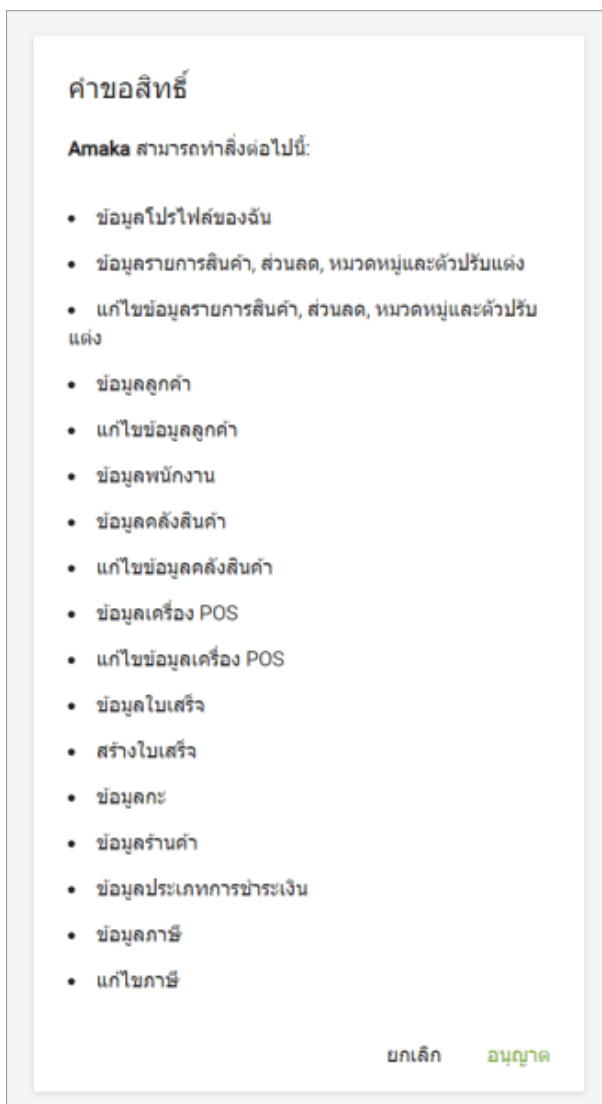 คำขอสิทธิ์
Amaka สามารถทำสิ่งต่อไปนี้:
• ข้อมูลโปรไฟล์ของฉัน
• ข้อมูลรายการสินค้า, ส่วนลด, หมวดหมู่และตัวปรับแต่ง
• แก้ไขข้อมูลรายการสินค้า, ส่วนลด, หมวดหมู่และตัวปรับ
แต่ง
• ข้อมูลลูกค้า
• แก้ไขข้อมูลลูกค้า
• ข้อมูลพนักงาน
• ข้อมูลคลังสินค้า
• แก้ไขข้อมูลคลังสินค้า
• ข้อมูลเครื่อง POS
• แก้ไขข้อมูลเครื่อง POS
• ข้อมูลใบเสร็จ
• สร้างใบเสร็จ
• ข้อมูลกะ
• ข้อมูลร้านค้า
• ข้อมูลประเภทการชำระเงิน
• ข้อมูลภาษี
• แก้ไขภาษี
ยกเลิก อนุญาต